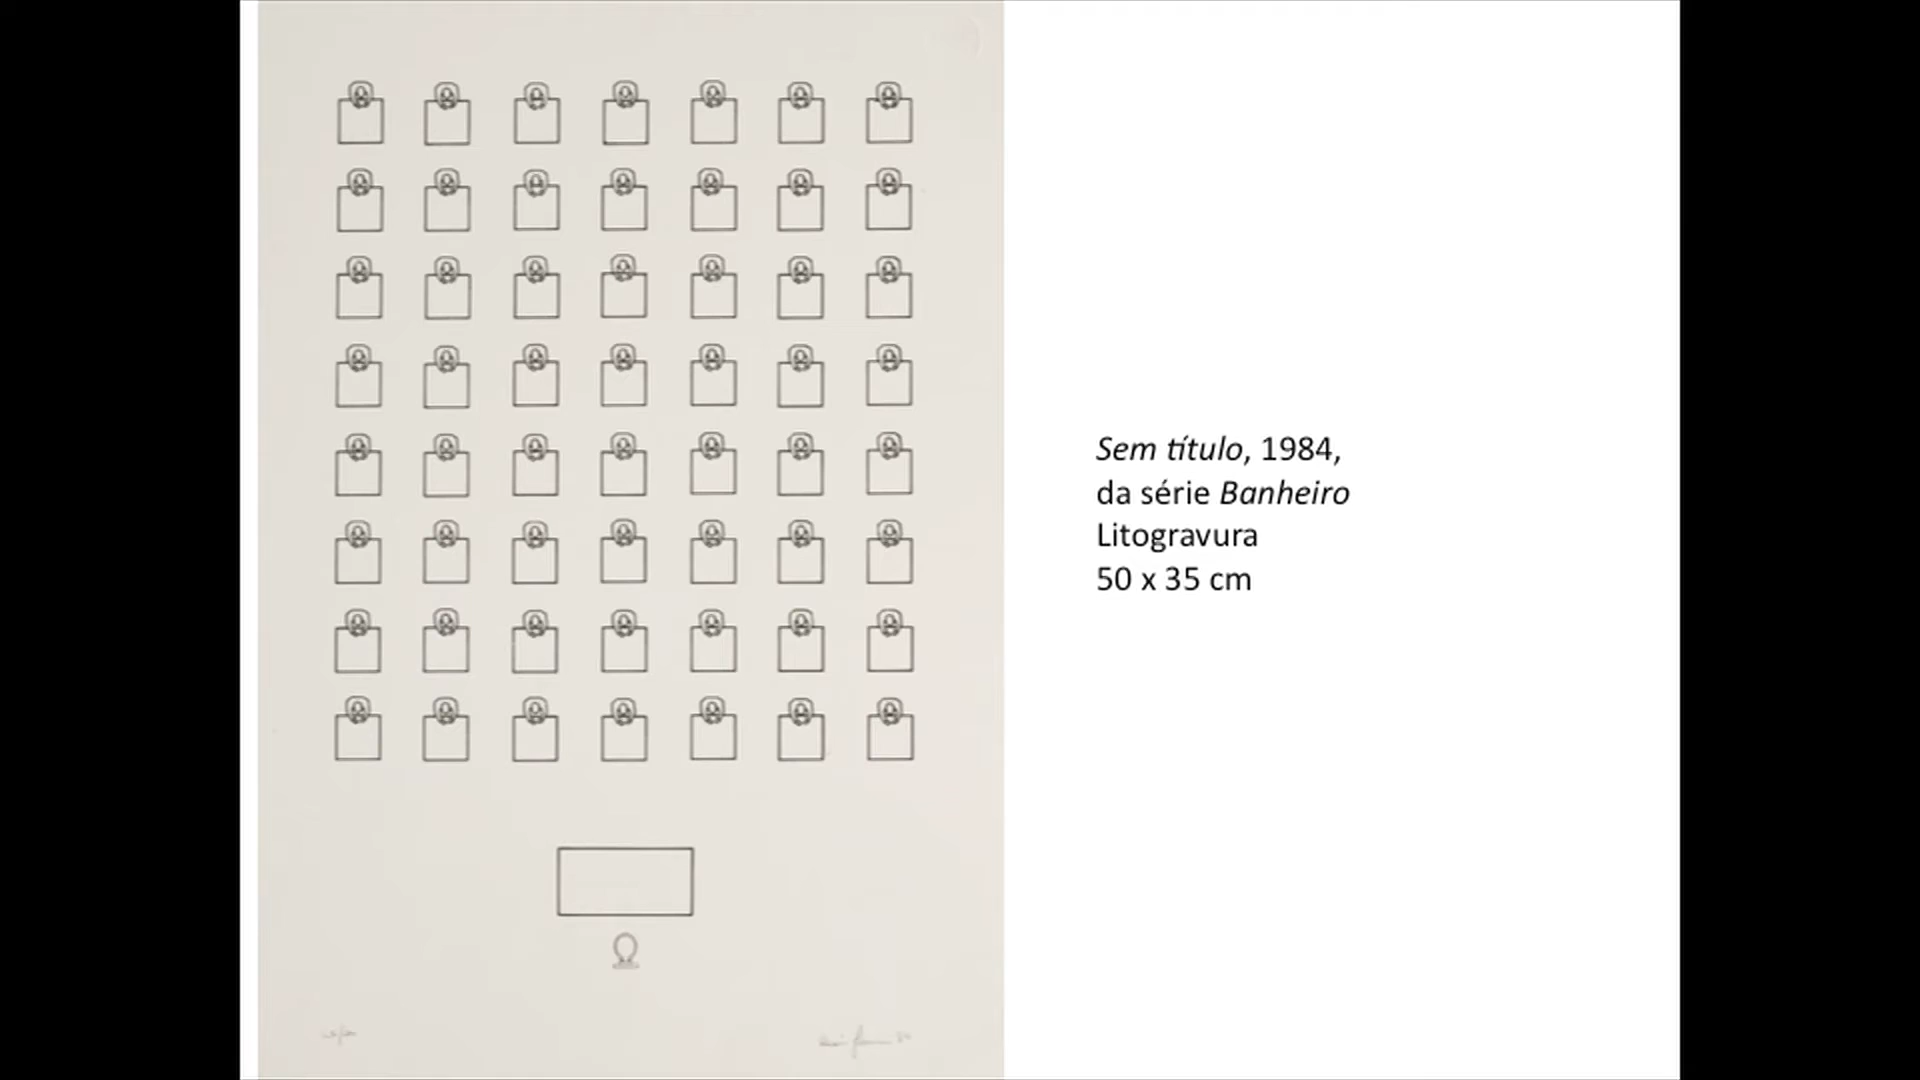 Sem título, 1984,
da série Banheiro
Litogravura
50 x 35 cm